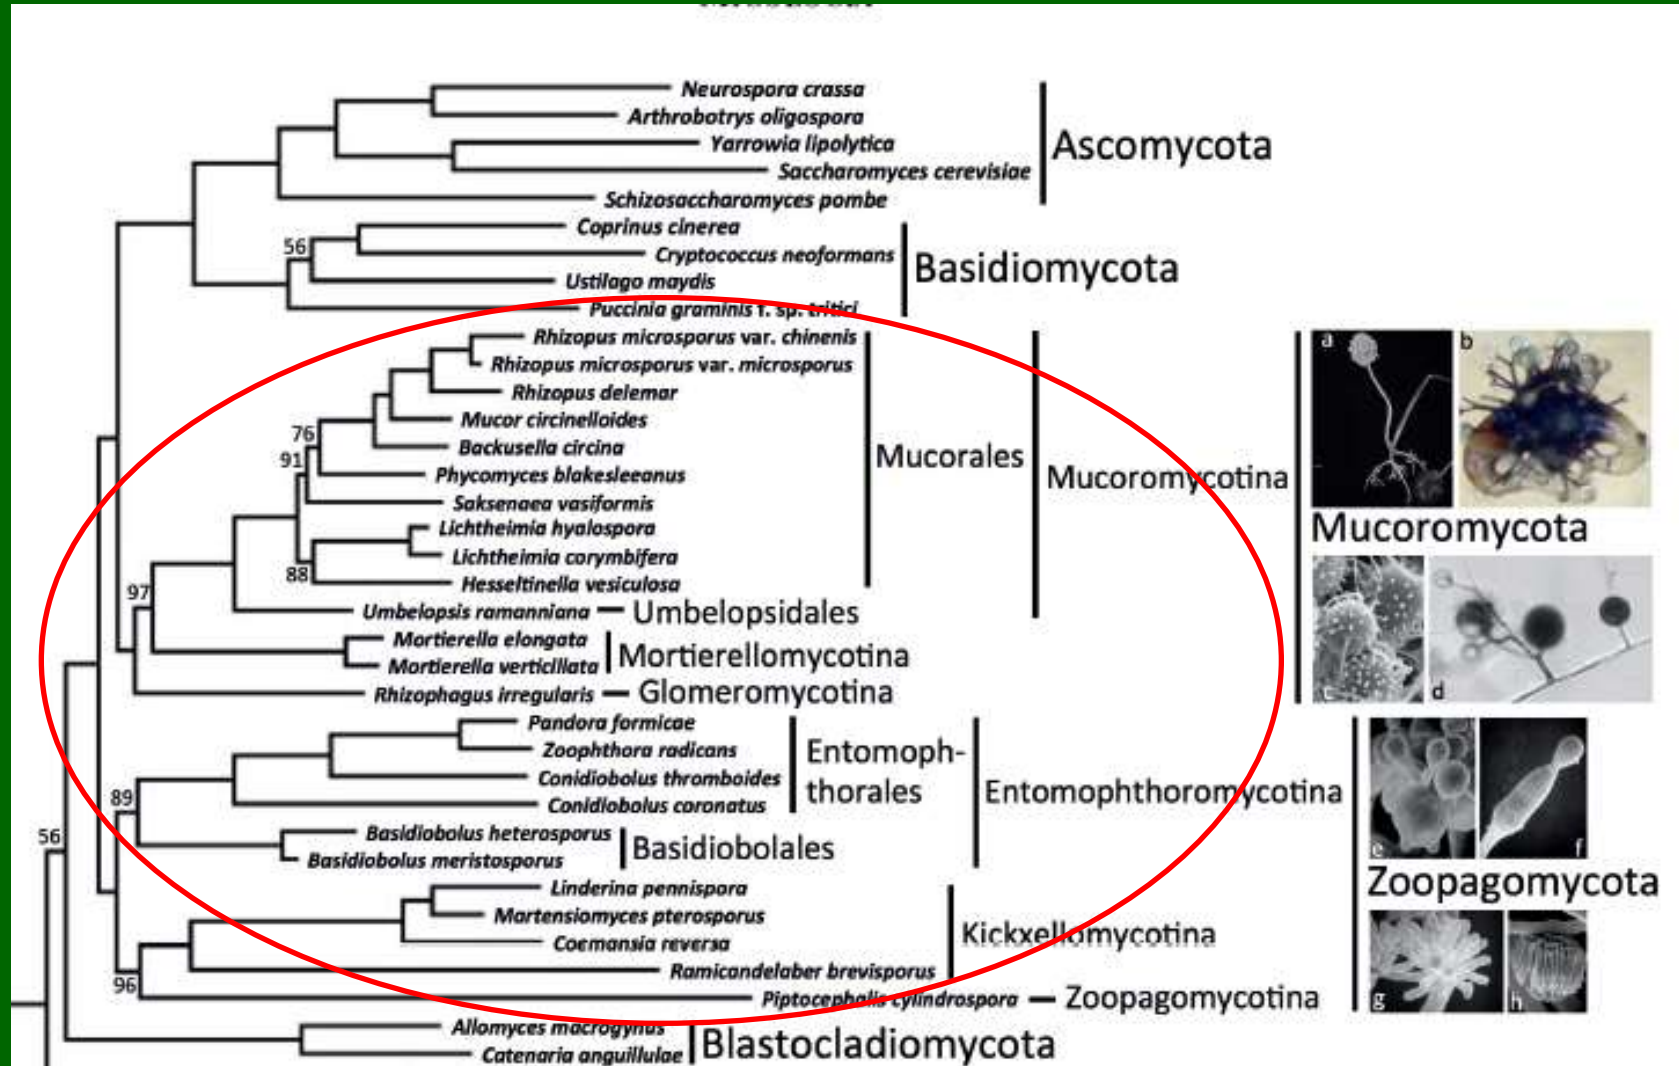 Neurospora crassa
Arthrobotrys oligospora
Yarrowia lipolytica
Saccharomyces cerevisiae
Schizosaccharomyces pombe
Ascomycota
56
Coprinus cinerea
Cryptococcus neoformans
Ustilago maydis
Puccinia graminis f. sp. tritici
Basidiomycota
Rhizopus microsporus var. chinenis
Rhizopus microsporus var. microsporus
Rhizopus delemar
Mucor circinelloides
76
Backusella circina
91
Phycomyces blakesleeanus
Saksenaea vasiformis
Lichtheimia hyalospora
Lichtheimia corymbifera
88
Hesseltinella vesiculosa
Mucorales
Mucoromycotina
97
Umbelopsis ramanniana
Umbelopsidales
Mortierella elongata
Mortierella verticillata
Mortierellomycotina
Rhizophagus irregularis
Glomeromycotina
a
b
Mucoromycota
c
d
Pandora formicae
Zoophthora radicans
Conidiobolus thromboides
Conidiobolus coronatus
Entomoph-
thorales
Entomophthoromycotina
89
Basidiobolus heterosporus
Basidiobolus meristosporus
Basidiobolales
56
Linderina pennispora
Martensiomyces pterosporus
Coemansia reversa
Ramicandelaber brevisporus
Kickxellomycotina
96
Piptocephalis cylindrospora
Zoopagomycotina
e
f
Zoopagomycota
g
h
Allomyces macrogynus
Catenaria anguillulae
Blastocladiomycota